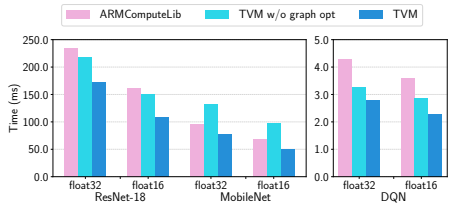 ARMComputeLib TVM w/o graph opt TVM
Time (ms)
250.0
200.0
150.0
100.0
50.0
0.0
float32 float16 float32 float16
ResNet-18 MobileNet
5.0
4.0
3.0
2.0
1.0
0.0
float32 float16
DQN